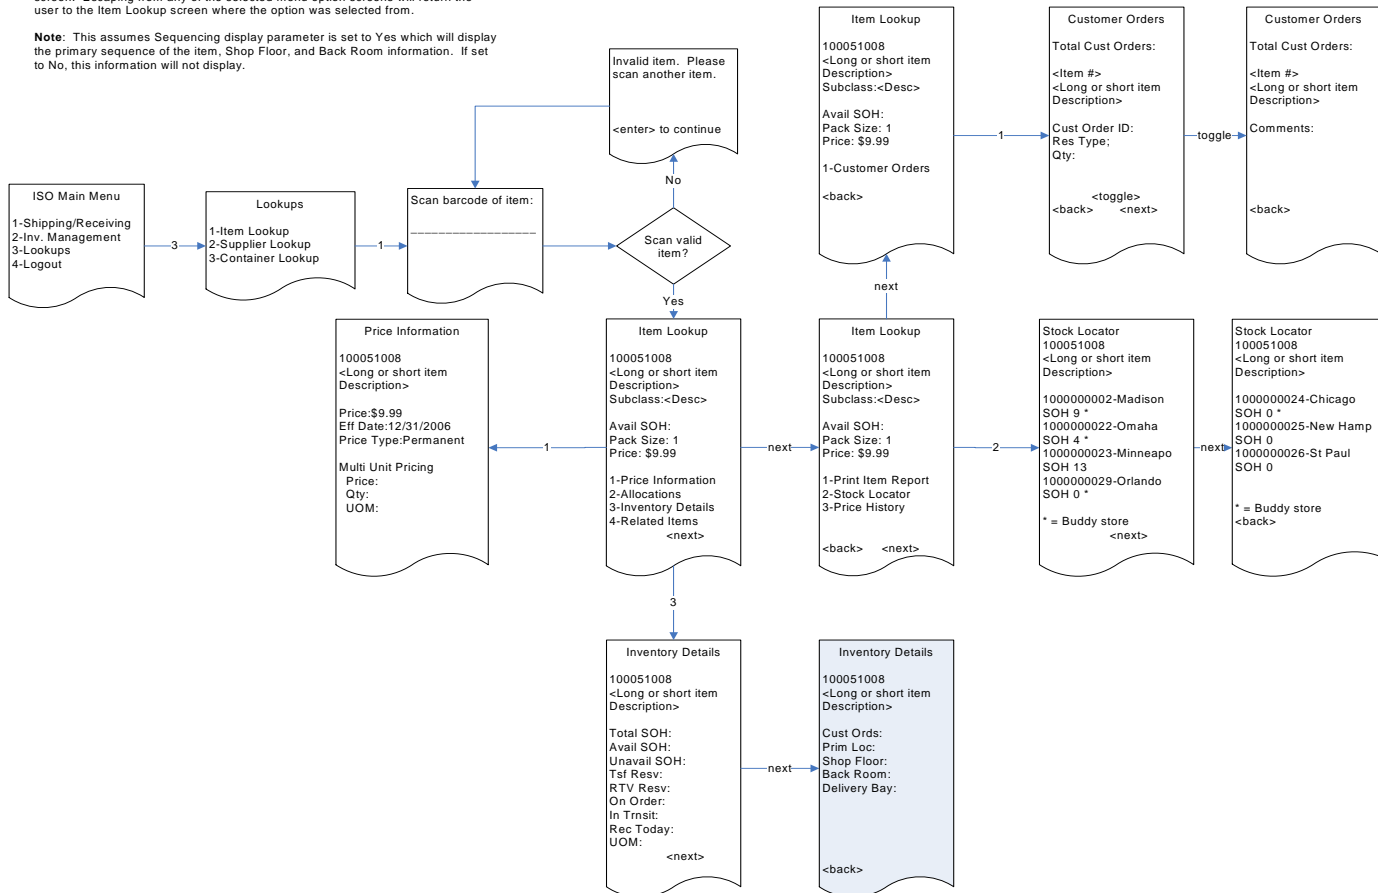 user to the Item Lookup screen where the option was selected from.
Note:  This assumes Sequencing display parameter is set to Yes which will display
the primary sequence of the item, Shop Floor, and Back Room information.  If set
to No, this information will not display.
Invalid item.  Please
scan another item.
<enter> to continue
Item Lookup
100051008
<Long or short item
Description>
Subclass:<Desc>
Avail SOH:
Pack Size: 1
Price: $9.99
1-Customer Orders
<back>
1
Customer Orders
Total Cust Orders:
<Item #>
<Long or short item
Description>
Cust Order ID:
Res Type;
Qty:
<toggle>
<back> <next>
toggle
Customer Orders
Total Cust Orders:
<Item #>
<Long or short item
Description>
Comments:
<back>
ISO Main Menu
1-Shipping/Receiving
2-Inv. Management
3-Lookups
4-Logout
3
Lookups
1-Item Lookup
2-Supplier Lookup
3-Container Lookup
1
Scan barcode of item:
__________________
No
Scan valid
item?
Yes
next
Price Information
100051008
<Long or short item
Description>
Price:$9.99
Eff Date:12/31/2006
Price Type:Permanent
Multi Unit Pricing
Price:
Qty:
UOM:
1
Item Lookup
100051008
<Long or short item
Description>
Subclass:<Desc>
Avail SOH:
Pack Size: 1
Price: $9.99
1-Price Information
2-Allocations
3-Inventory Details
4-Related Items
<next>
next
Item Lookup
100051008
<Long or short item
Description>
Subclass:<Desc>
Avail SOH:
Pack Size: 1
Price: $9.99
1-Print Item Report
2-Stock Locator
3-Price History
<back> <next>
2
Stock Locator
100051008
<Long or short item
Description>
1000000002-Madison
SOH 9 *
1000000022-Omaha
SOH 4 *
1000000023-Minneapo
SOH 13
1000000029-Orlando
SOH 0 *
* = Buddy store
<next>
next
Stock Locator
100051008
<Long or short item
Description>
1000000024-Chicago
SOH 0 *
1000000025-New Hamp
SOH 0
1000000026-St Paul
SOH 0
* = Buddy store
<back>
3
Inventory Details
100051008
<Long or short item
Description>
Total SOH:
Avail SOH:
Unavail SOH:
Tsf Resv:
RTV Resv:
On Order:
In Trnsit:
Rec Today:
UOM:
<next>
next
Inventory Details
100051008
<Long or short item
Description>
Cust Ords:
Prim Loc:
Shop Floor:
Back Room:
Delivery Bay:
<back>